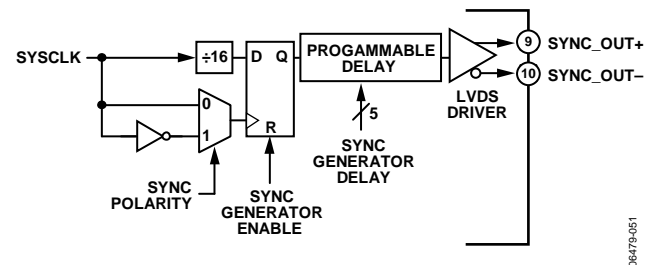 SYSCLK
÷16
D Q
R
0
1
PROGAMMABLE
DELAY
9 SYNC_OUT+
10 SYNC_OUT–
LVDS
DRIVER
5
SYNC
GENERATOR
DELAY
SYNC
POLARITY
SYNC
GENERATOR
ENABLE
06479-051